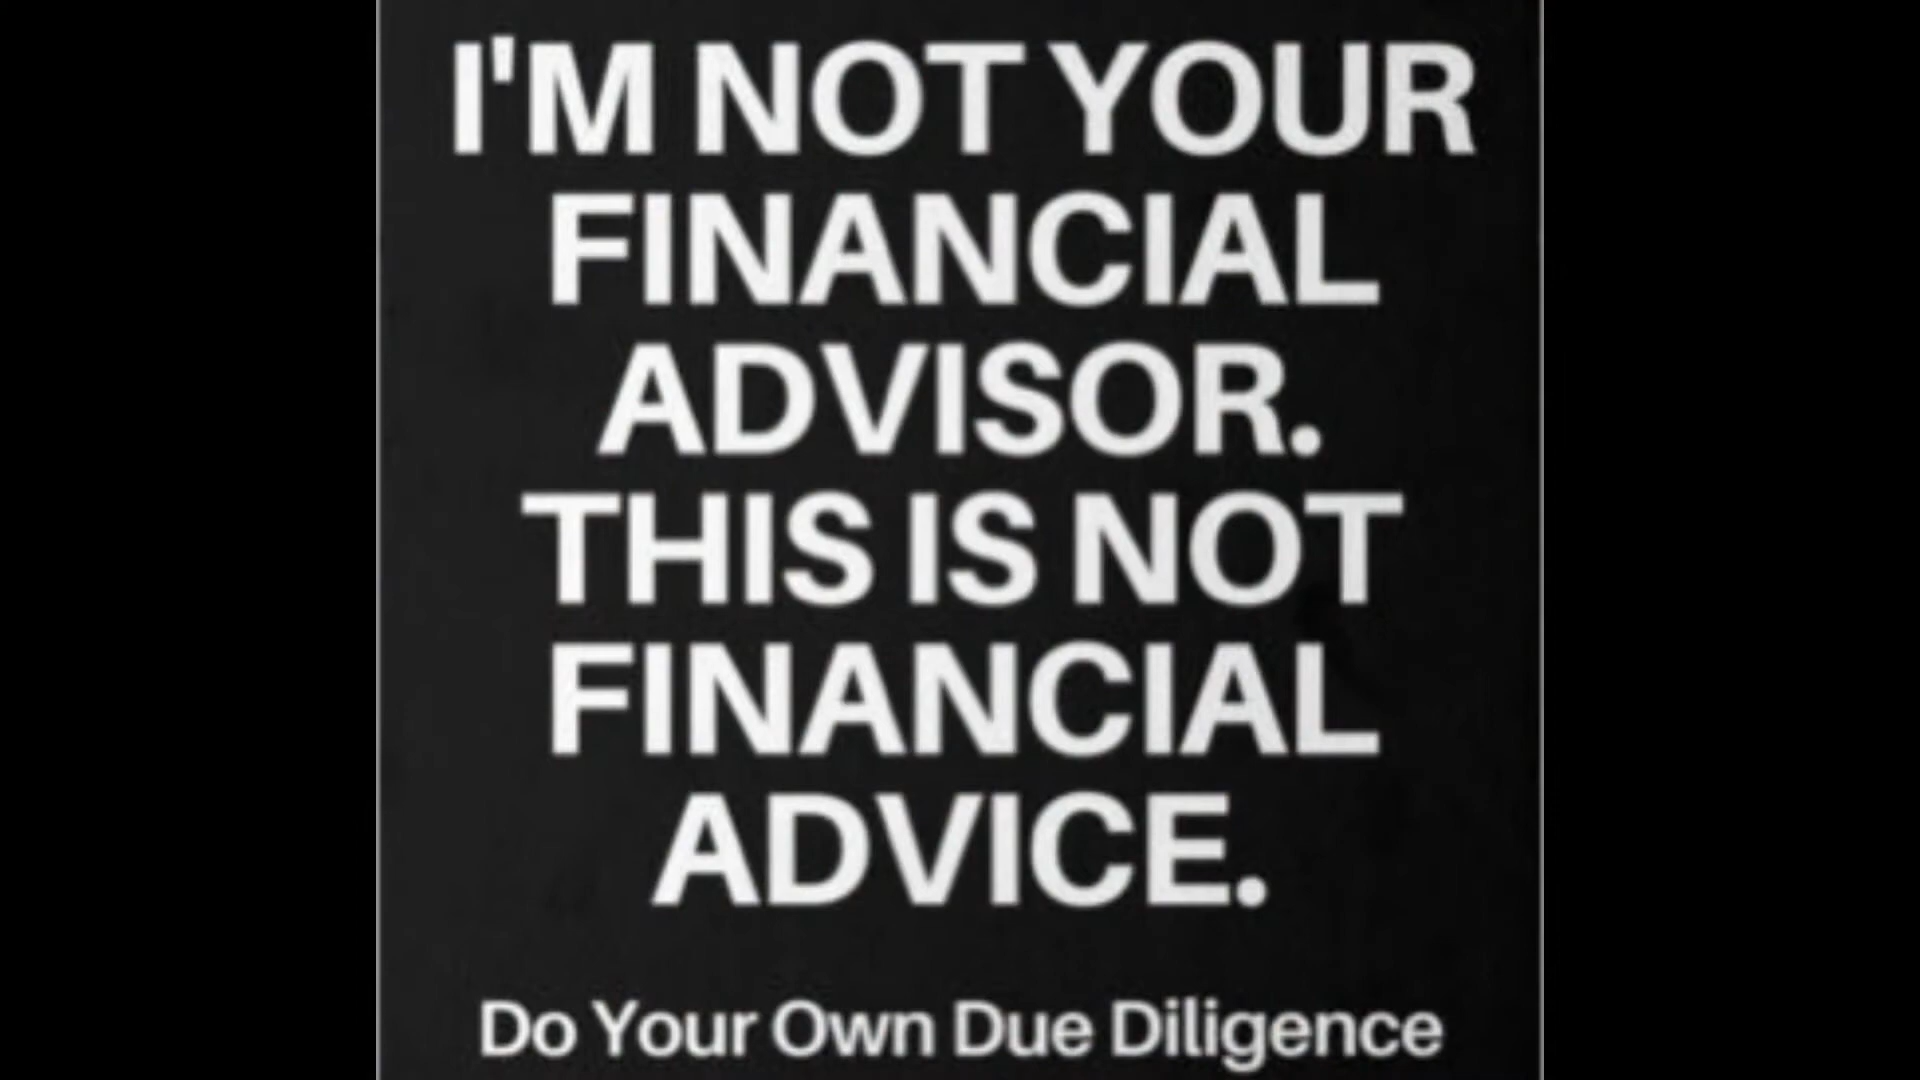 I'M NOT YOUR
FINANCIAL
ADVISOR.
THIS IS NOT
FINANCIAL
ADVICE.
Do Your Own Due Diligence